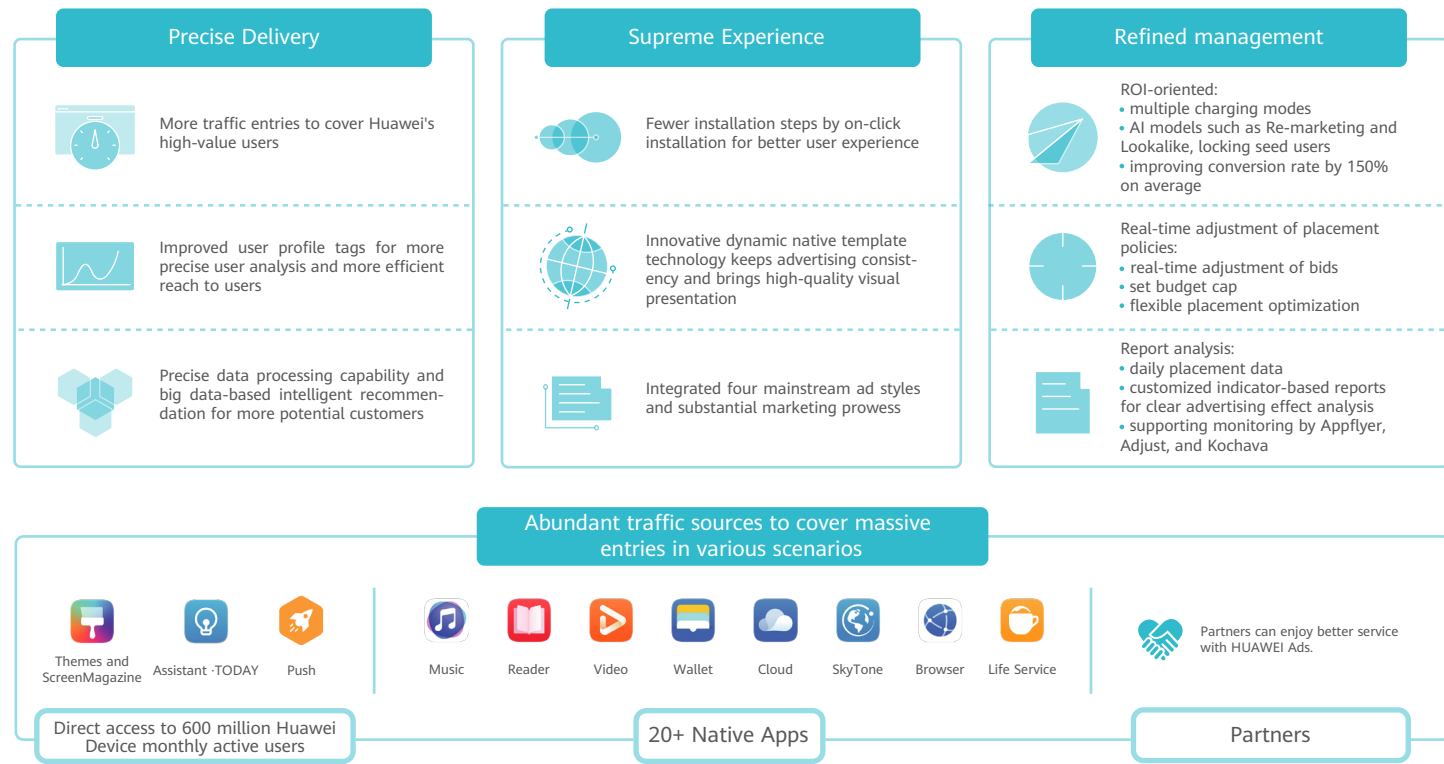 Precise Delivery
More traffic entries to cover Huawei's
high-value users
Improved user profile tags for more
precise user analysis and more efficient
reach to users
Precise data processing capability and
big data-based intelligent recommen-
dation for more potential customers
Supreme Experience
Fewer installation steps by on-click
installation for better user experience
Innovative dynamic native template
technology keeps advertising consist-
ency and brings high-quality visual
presentation
Integrated four mainstream ad styles
and substantial marketing prowess
Refined management
ROI-oriented:
• multiple charging modes
• AI models such as Re-marketing and
Lookalike, locking seed users
• improving conversion rate by 150%
on average
Real-time adjustment of placement
policies:
• real-time adjustment of bids
• set budget cap
• flexible placement optimization
Report analysis:
• daily placement data
• customized indicator-based reports
for clear advertising effect analysis
• supporting monitoring by Appflyer,
Adjust, and Kochava
Abundant traffic sources to cover massive
entries in various scenarios
Themes and
ScreenMagazine
Assistant ·TODAY
Push
Music
Reader
Video
Wallet
Cloud
SkyTone
Browser
Life Service
Partners can enjoy better service
with HUAWEI Ads.
Direct access to 600 million Huawei
Device monthly active users
20+ Native Apps
Partners